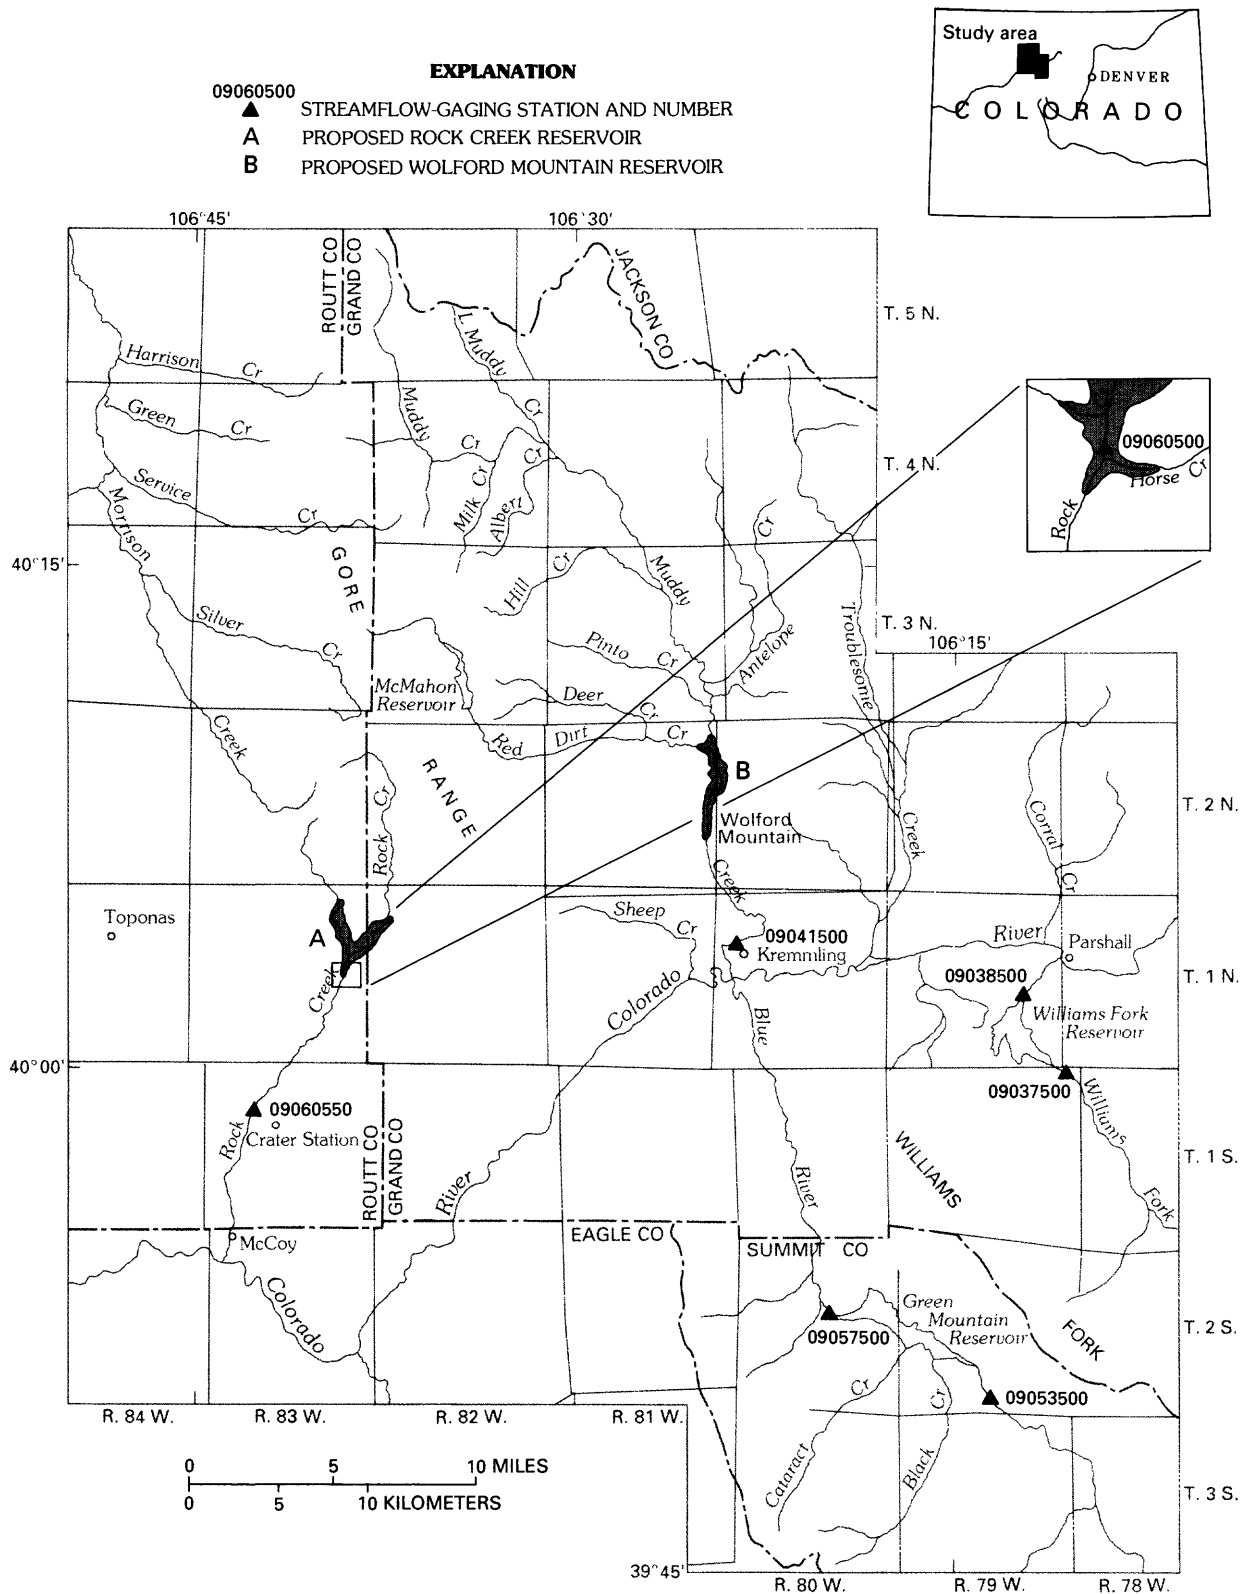 Study area
DENVER
COLORADO
EXPLANATION
09060500
STREAMFLOW-GAGING STATION AND NUMBER
A PROPOSED ROCK CREEK RESERVOIR
B PROPOSED WOLFORD MOUNTAIN RESERVOIR
106°45'
106°30'
ROUTT CO
GRAND CO
JACKSON CO
T. 5 N.
Harrison Cr
L Muddy Cr
Green Cr
Muddy Cr
T. 4 N.
09060500
Horse Cr
Rock
Service Cr
Milk Cr
Albert Cr
Morrison
Creek
40°15'
GORE
RANGE
Hill Cr
Muddy
Creek
Cr
Antelope
Troublesome
Creek
T. 3 N.
106°15'
Silver Cr
Pinto Cr
McMahon
Reservoir
Deer Cr
Red Dirt Cr
B
Wolford
Mountain
T. 2 N.
Corral Cr
Rock Cr
Toponas
A
Creek
Sheep Cr
09041500
Kremmling
River
Parshall
Colorado
09038500
T. 1 N.
Williams Fork
Reservoir
Blue
River
40°00'
09037500
Williams
Fork
09060550
Crater Station
Rock
ROUTT CO
GRAND CO
River
WILLIAMS
FORK
T. 1 S.
McCoy
EAGLE CO
SUMMIT CO
Colorado
Green
Mountain
Reservoir
09057500
T. 2 S.
09053500
Cataract Cr
Black Cr
R. 84 W.
R. 83 W.
R. 82 W.
R. 81 W.
0 5 10 MILES
0 5 10 KILOMETERS
T. 3 S.
39°45'
R. 80 W.
R. 79 W.
R. 78 W.